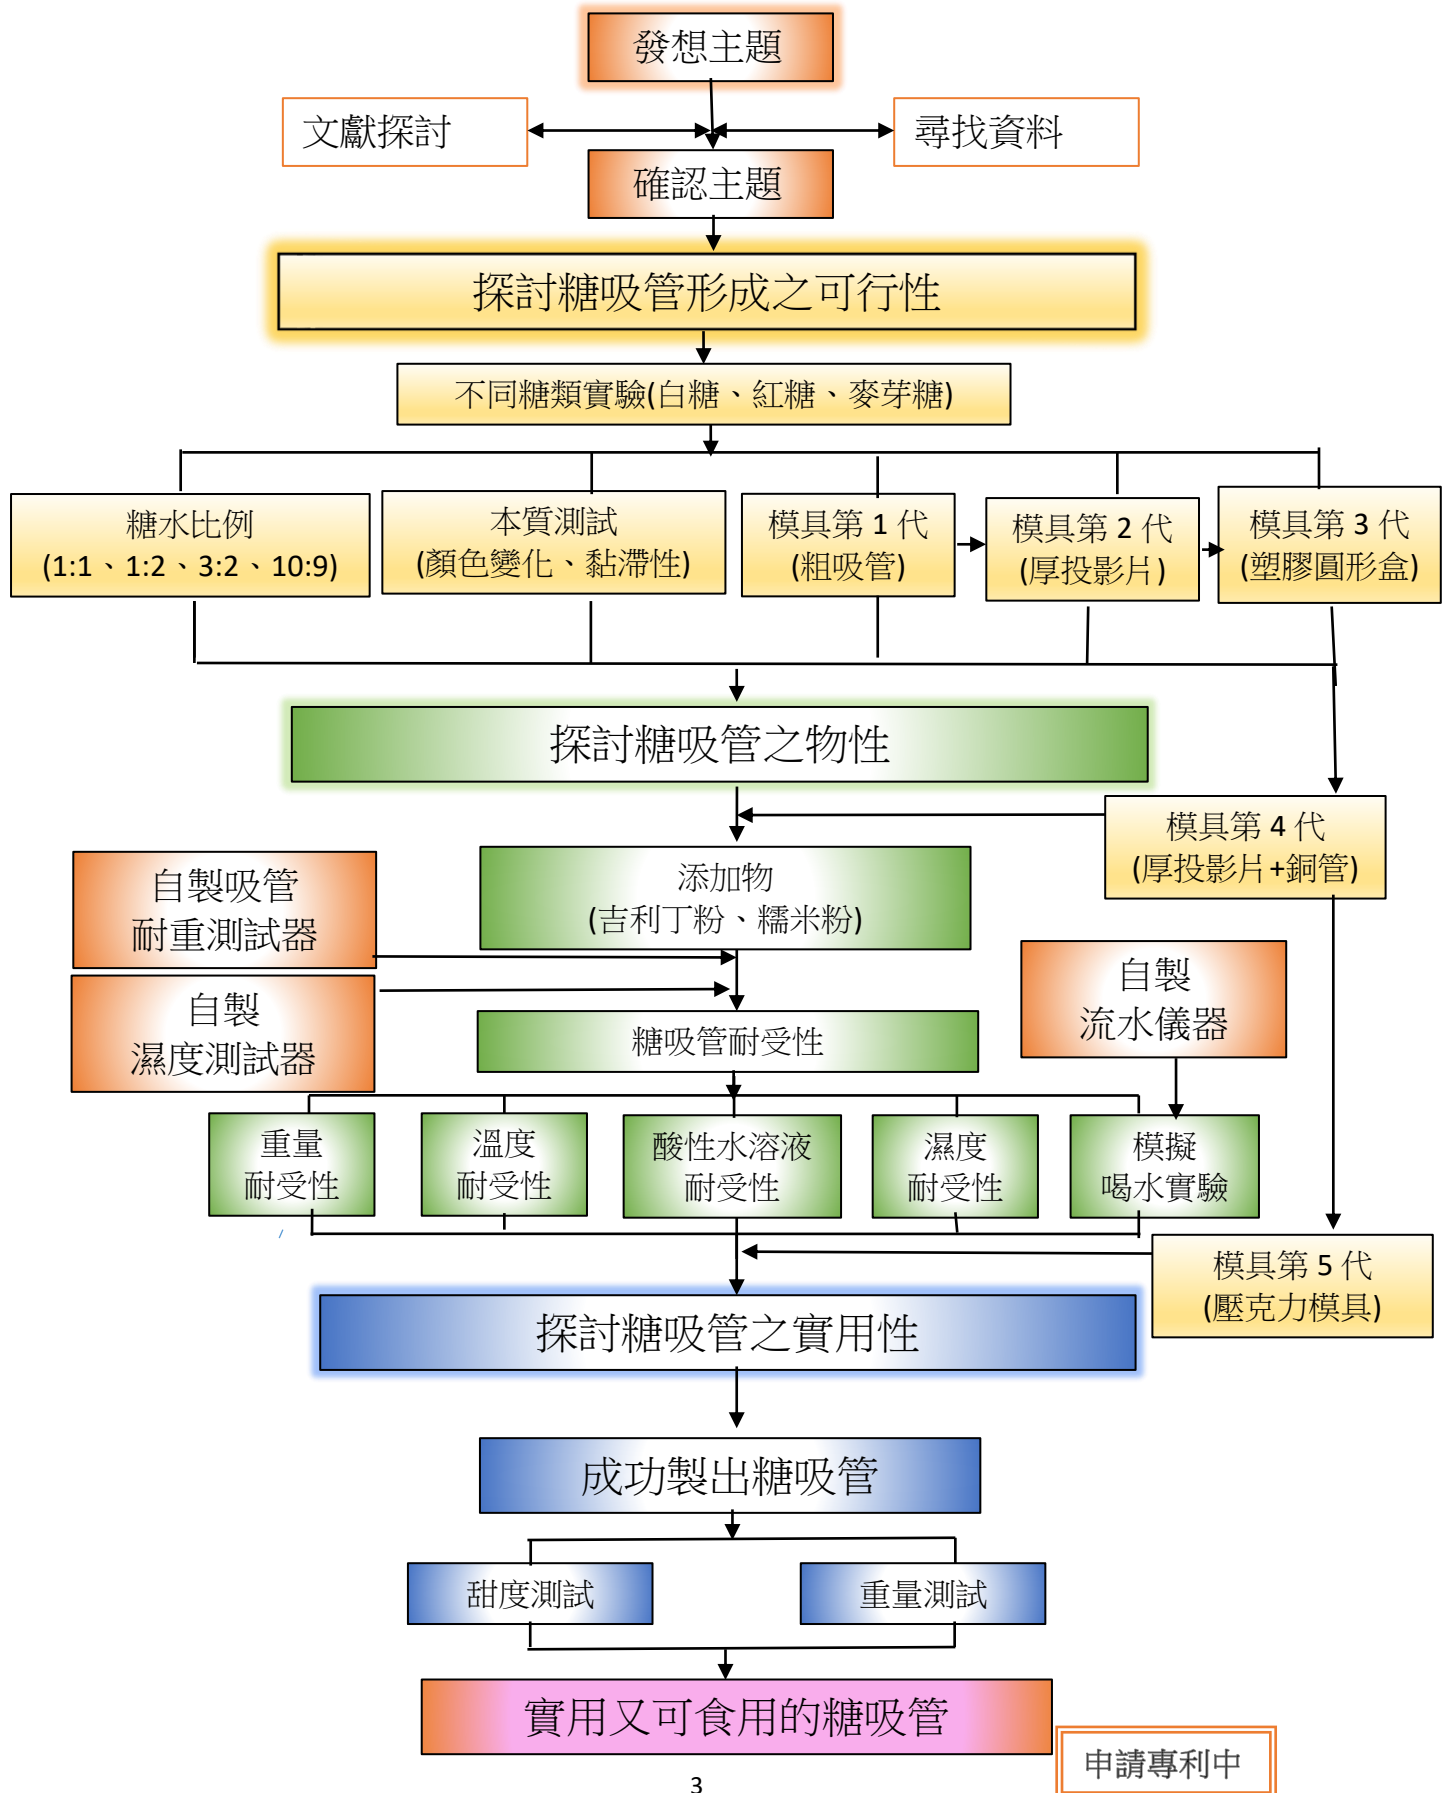 發想主題
文獻探討
尋找資料
確認主題
探討糖吸管形成之可行性
不同糖類實驗(白糖、紅糖、麥芽糖)
糖水比例
(1:1、1:2、3:2、10:9)
本質測試
(顏色變化、黏滯性)
模具第 1 代
(粗吸管)
模具第 2 代
(厚投影片)
模具第 3 代
(塑膠圓形盒)
探討糖吸管之物性
模具第 4 代
(厚投影片+銅管)
添加物
(吉利丁粉、糯米粉)
自製吸管
耐重測試器
自製
濕度測試器
自製
流水儀器
糖吸管耐受性
重量
耐受性
溫度
耐受性
酸性水溶液
耐受性
濕度
耐受性
模擬
喝水實驗
模具第 5 代
(壓克力模具)
探討糖吸管之實用性
成功製出糖吸管
甜度測試
重量測試
實用又可食用的糖吸管
申請專利中
3